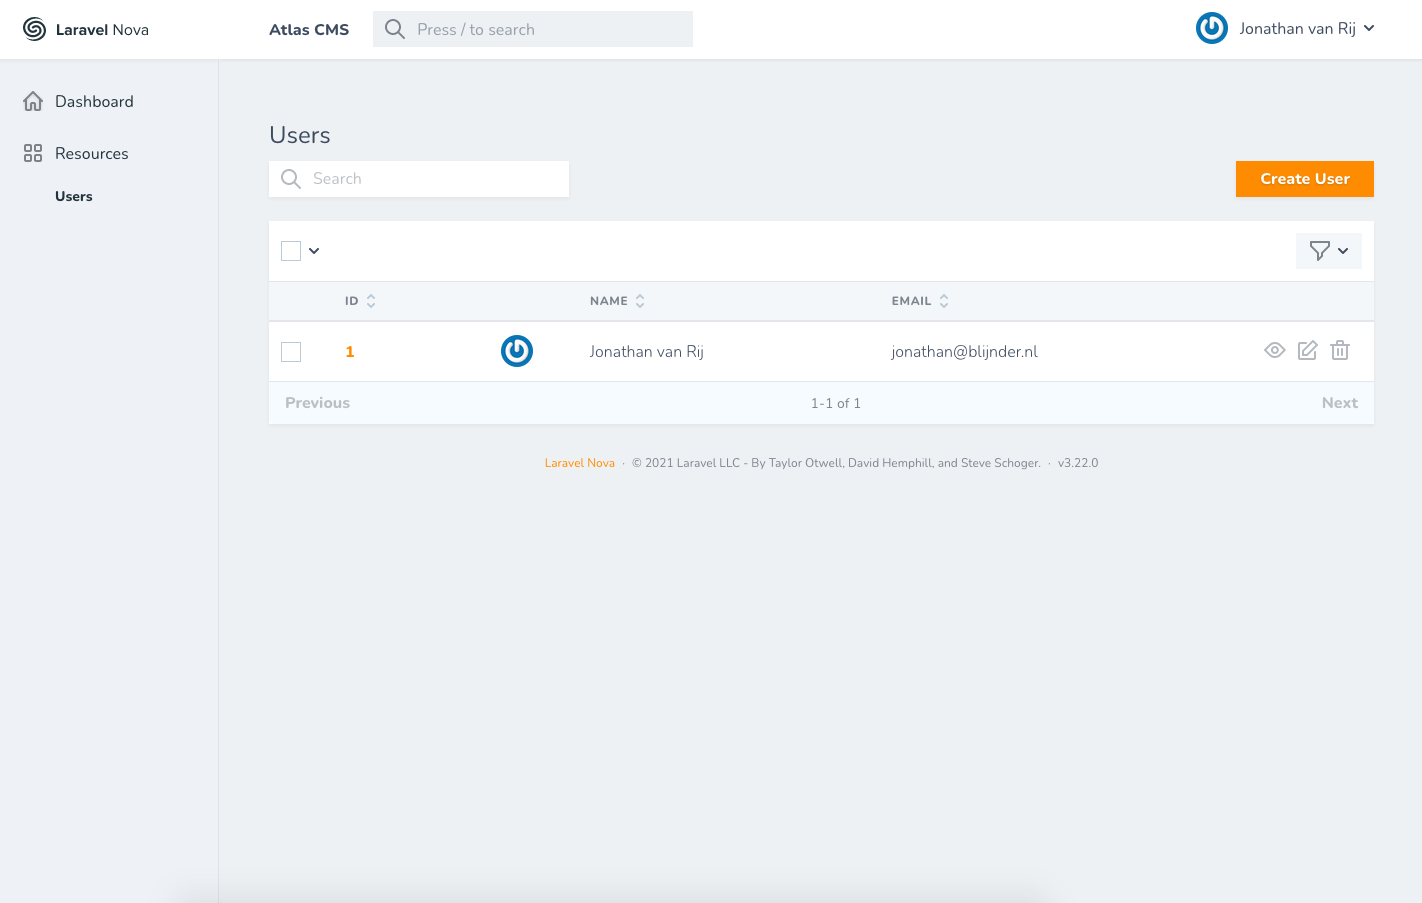 Laravel Nova
Atlas CMS
Press / to search
Jonathan van Rij
Dashboard
Resources
Users
Users
Search
Create User
ID NAME EMAIL
1 Jonathan van Rij jonathan@blijnder.nl
Previous 1-1 of 1 Next
Laravel Nova · © 2021 Laravel LLC - By Taylor Otwell, David Hemphill, and Steve Schoger. · v3.22.0